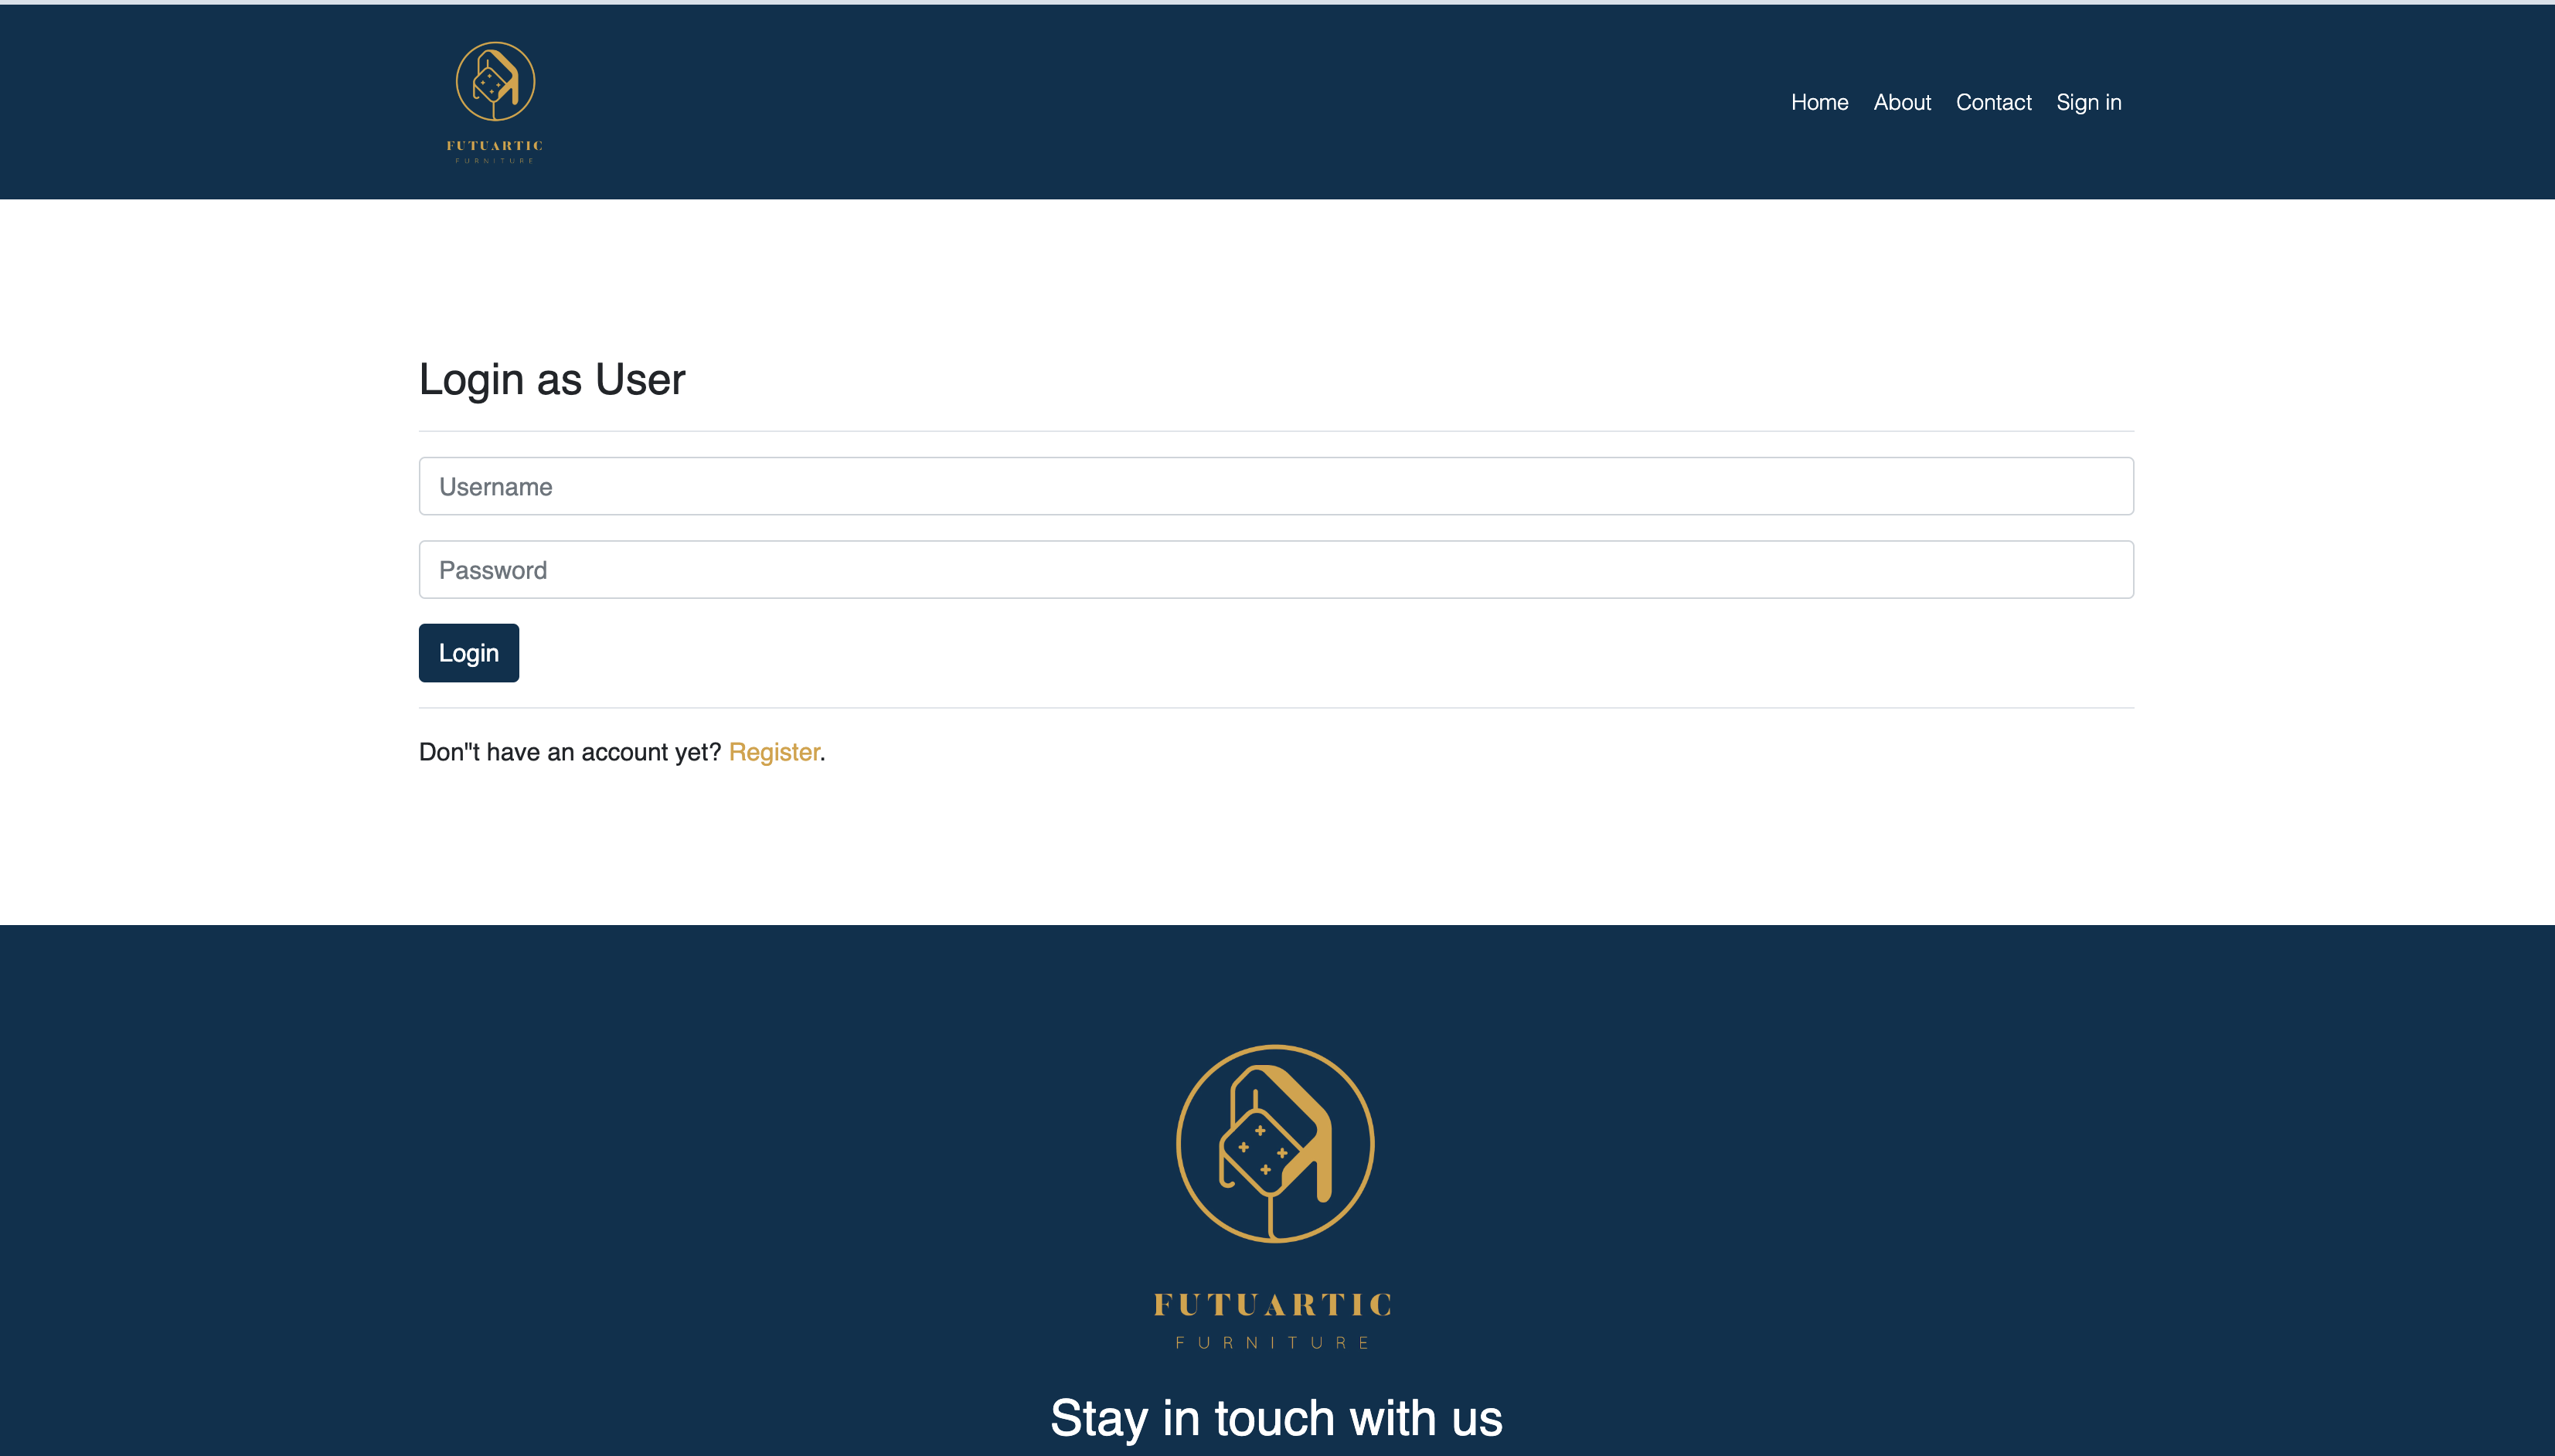 FUTUARTIC
FURNITURE
Home About Contact Sign in
Login as User
Username
Password
Login
Don"t have an account yet? Register.
FUTUARTIC
FURNITURE
Stay in touch with us